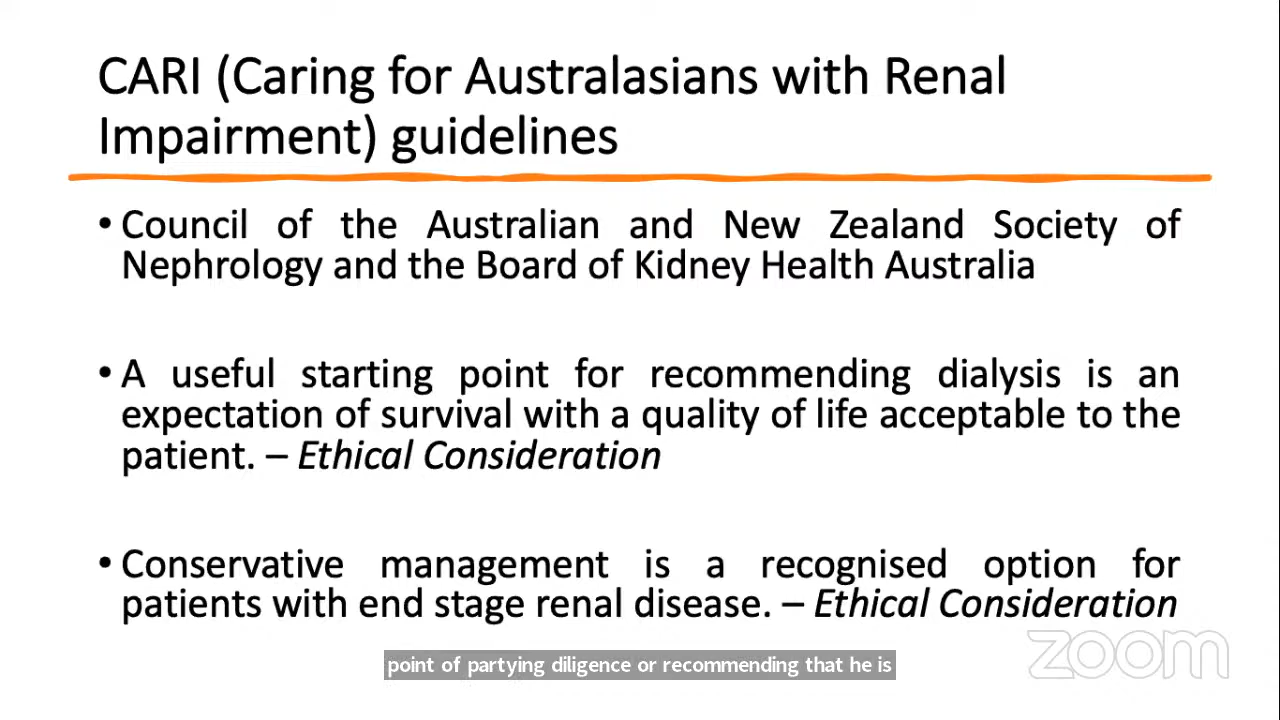 CARI (Caring for Australasians with Renal
Impairment) guidelines
• Council of the Australian and New Zealand Society of
Nephrology and the Board of Kidney Health Australia
• A useful starting point for recommending dialysis is an
expectation of survival with a quality of life acceptable to the
patient. – Ethical Consideration
• Conservative management is a recognised option for
patients with end stage renal disease. – Ethical Consideration
zoom
point of partying diligence or recommending that he is